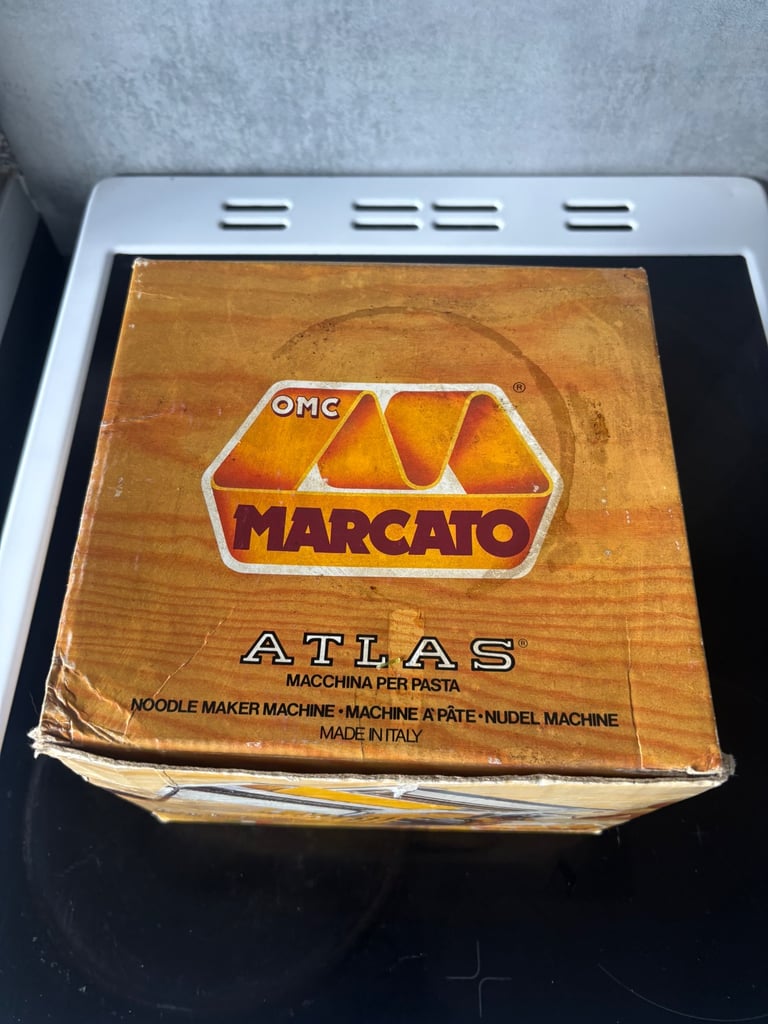 OMC
®
MARCATO
ATLAS®
MACCHINA PER PASTA
NOODLE MAKER MACHINE • MACHINE A PÂTE • NUDEL MACHINE
MADE IN ITALY